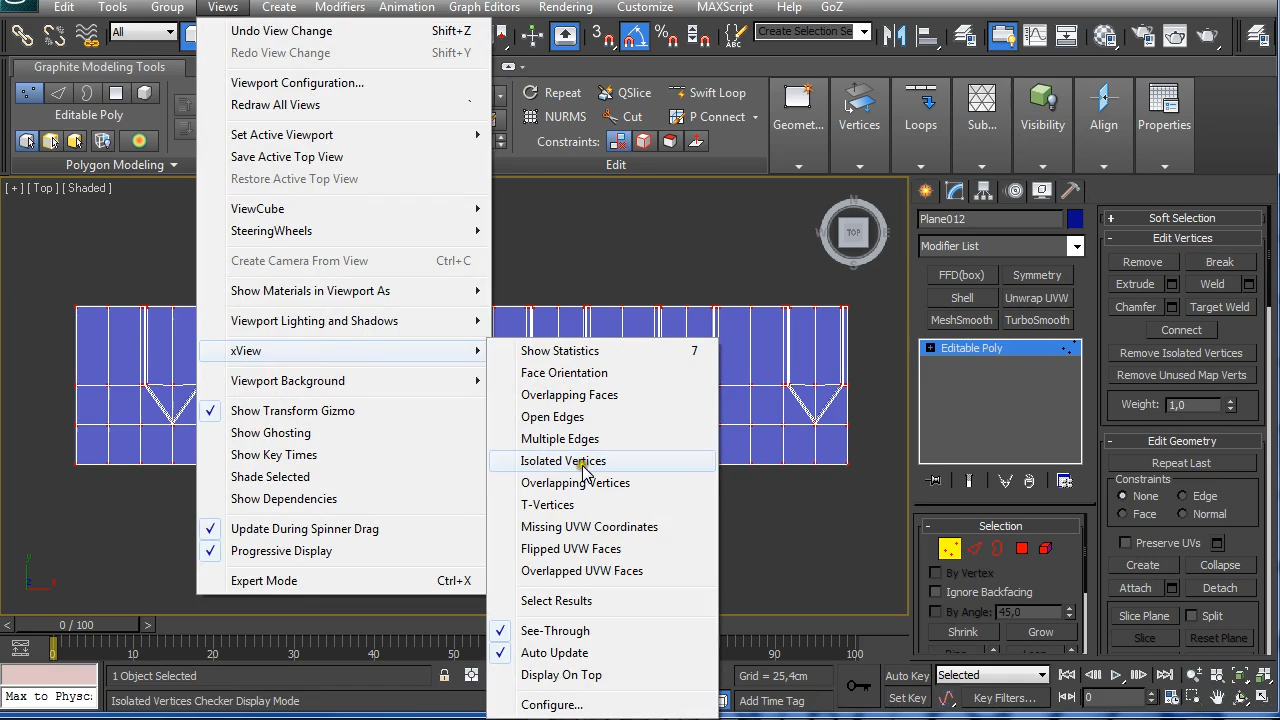 Edit Tools Group Views Create Modifiers Animation Graph Editors Rendering Customize MAXScript Help GoZ
All
3
%
Create Selection Se
Graphite Modeling Tools
Editable Poly
Polygon Modeling
Repeat QSlice Swift Loop
NURMS Cut P Connect
Constraints:
Edit
Geomet... Vertices Loops Sub... Visibility Align Properties
[ + ] [ Top ] [ Shaded ]
TOP
N
W
E
S
Undo View Change Shift+Z
Redo View Change Shift+Y
Viewport Configuration...
Redraw All Views `
Set Active Viewport
Save Active Top View
Restore Active Top View
ViewCube
SteeringWheels
Create Camera From View Ctrl+C
Show Materials in Viewport As
Viewport Lighting and Shadows
xView
Viewport Background
Show Transform Gizmo
Show Ghosting
Show Key Times
Shade Selected
Show Dependencies
Update During Spinner Drag
Progressive Display
Expert Mode Ctrl+X
Show Statistics 7
Face Orientation
Overlapping Faces
Open Edges
Multiple Edges
Isolated Vertices
Overlapping Vertices
T-Vertices
Missing UVW Coordinates
Flipped UVW Faces
Overlapped UVW Faces
Select Results
See-Through
Auto Update
Display On Top
Configure...
Plane012
Modifier List
FFD(box) Symmetry
Shell Unwrap UVW
MeshSmooth TurboSmooth
Editable Poly
Selection
By Vertex
Ignore Backfacing
By Angle: 45,0
Shrink Grow
Soft Selection
Edit Vertices
Remove Break
Extrude Weld
Chamfer Target Weld
Connect
Remove Isolated Vertices
Remove Unused Map Verts
Weight: 1,0
Edit Geometry
Repeat Last
Constraints
None Edge
Face Normal
Preserve UVs
Create Collapse
Attach Detach
Slice Plane Split
Slice Reset Plane
y
z x
< 0 / 100 >
0 10 20 30 40 50 80 90 100
Max to Physc
1 Object Selected
Isolated Vertices Checker Display Mode
Grid = 25,4cm
Add Time Tag
Auto Key Selected
Set Key Key Filters... 0